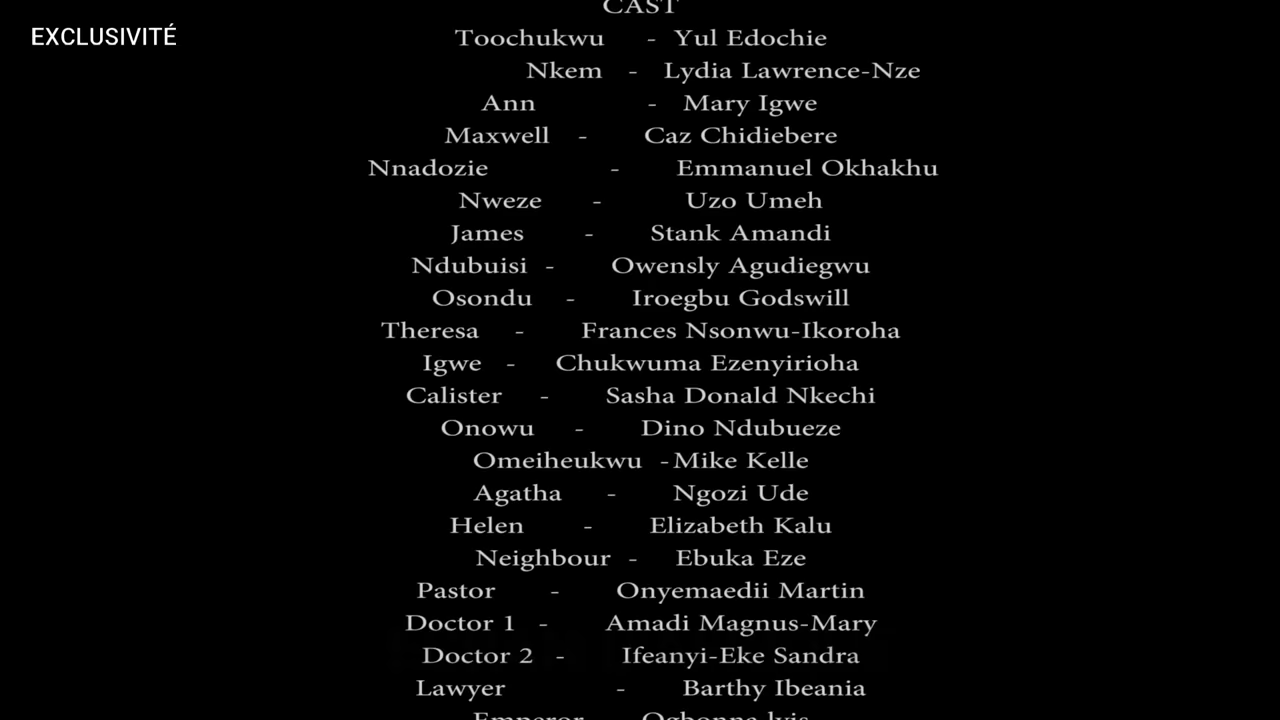 CAST
EXCLUSIVITÉ
Toochukwu - Yul Edochie
Nkem - Lydia Lawrence-Nze
Ann - Mary Igwe
Maxwell - Caz Chidiebere
Nnadozie - Emmanuel Okhakhu
Nweze - Uzo Umeh
James - Stank Amandi
Ndubuisi - Owensly Agudiegwu
Osondu - Iroegbu Godswill
Theresa - Frances Nsonwu-Ikoroha
Igwe - Chukwuma Ezenyirioha
Calister - Sasha Donald Nkechi
Onowu - Dino Ndubueze
Omeiheukwu - Mike Kelle
Agatha - Ngozi Ude
Helen - Elizabeth Kalu
Neighbour - Ebuka Eze
Pastor - Onyemaedii Martin
Doctor 1 - Amadi Magnus-Mary
Doctor 2 - Ifeanyi-Eke Sandra
Lawyer - Barthy Ibeania
Emperor - Ogbonna